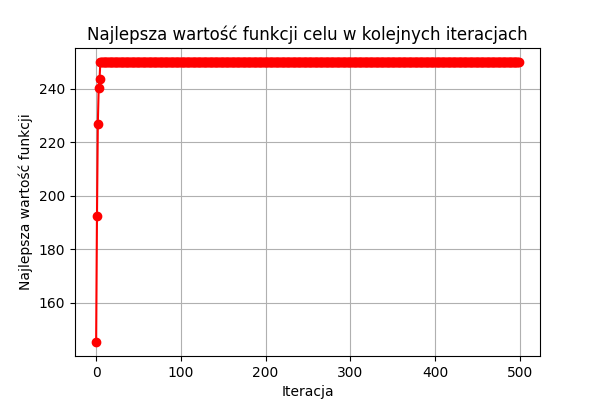 Najlepsza wartość funkcji celu w kolejnych iteracjach
Najlepsza wartość funkcji
240
220
200
180
160
0 100 200 300 400 500
Iteracja